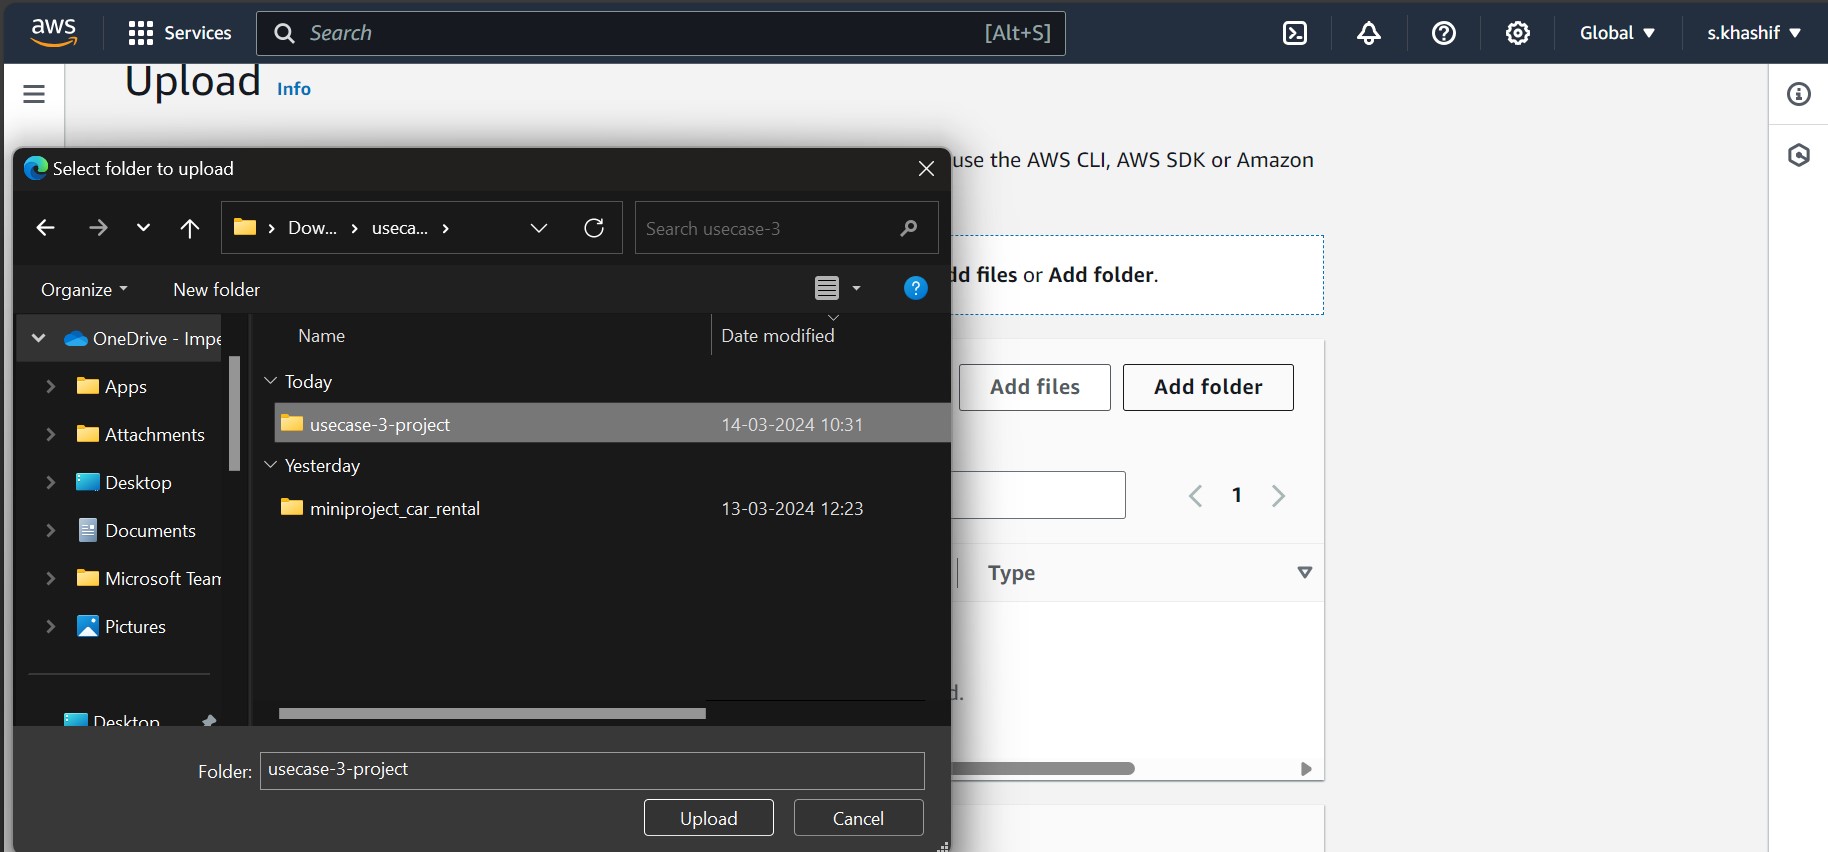 aws
Services
Search
[Alt+S]
Global
s.khashif
Upload
Info
use the AWS CLI, AWS SDK or Amazon
Select folder to upload
Dow... > useca... >
Search usecase-3
files or Add folder.
Organize
New folder
OneDrive -
Name
Date modified
Add files
Add folder
Today
Apps
usecase-3-project
14-03-2024 10:31
Attachments
Yesterday
Desktop
1
miniproject_car_rental
13-03-2024 12:23
Documents
Type
Microsoft
Pictures
Desktop
Folder:
usecase-3-project
Upload
Cancel